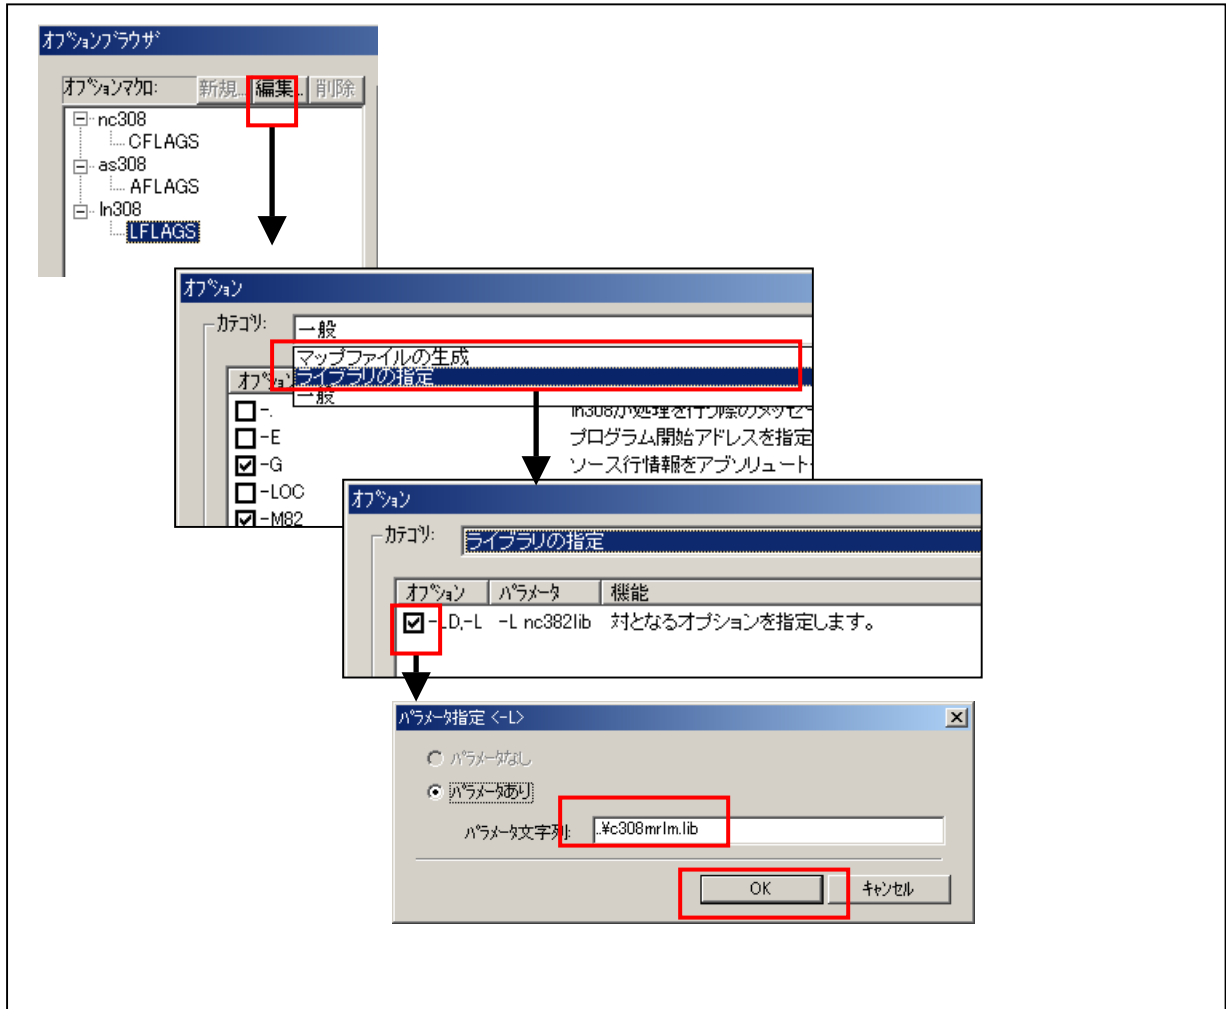 オプションブラウザ
オプションマクロ: 新規... 編集... 削除
nc308
CFLAGS
as308
AFLAGS
ln308
LFLAGS
オプション
カテゴリ: 一般
マップファイルの生成
ライブラリの指定
一般
-.
-E プログラム開始アドレスを指定
-G ソース行情報をアブソリュート
-LOC
-M82
オプション
カテゴリ: ライブラリの指定
オプション パラメータ 機能
-LD,-L -L nc382lib 対となるオプションを指定します。
パラメータ指定 <-L>
パラメータなし
パラメータあり
パラメータ文字列: ..¥c308mrlm.lib
OK キャンセル